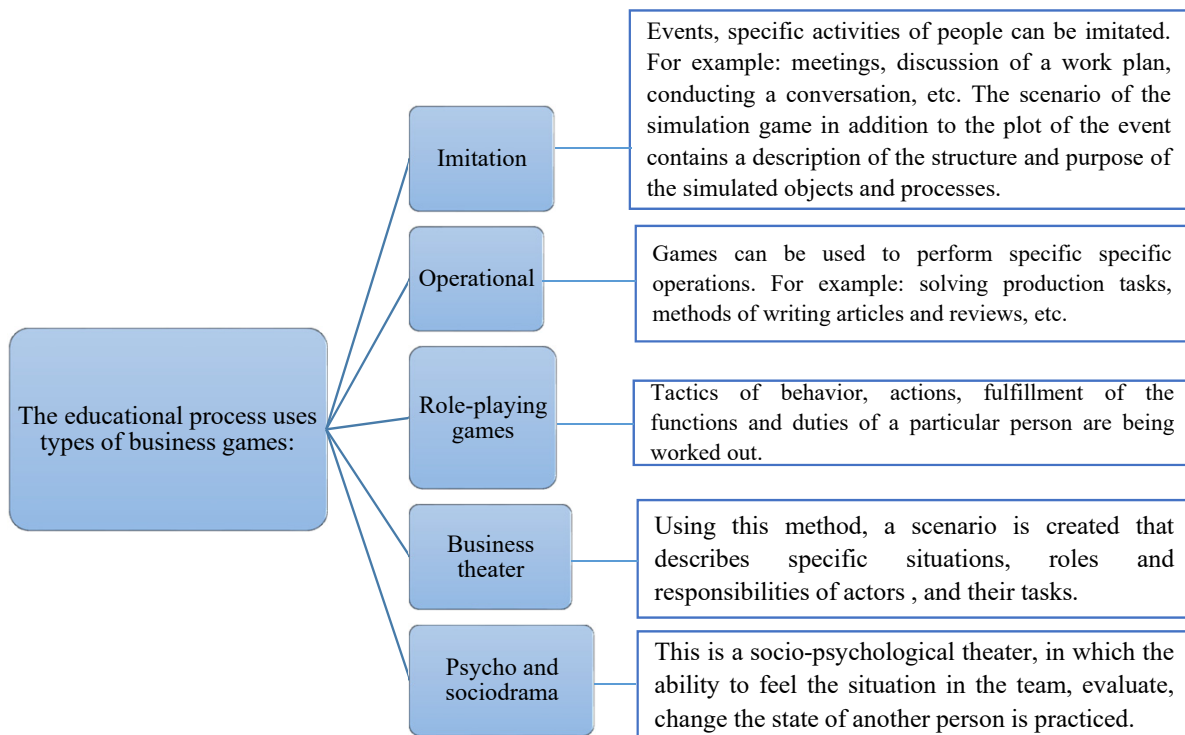 The educational process uses
types of business games:
Imitation
Events, specific activities of people can be imitated.
For example: meetings, discussion of a work plan,
conducting a conversation, etc. The scenario of the
simulation game in addition to the plot of the event
contains a description of the structure and purpose of
the simulated objects and processes.
Operational
Games can be used to perform specific specific
operations. For example: solving production tasks,
methods of writing articles and reviews, etc.
Role-playing
games
Tactics of behavior, actions, fulfillment of the
functions and duties of a particular person are being
worked out.
Business
theater
Using this method, a scenario is created that
describes specific situations, roles and
responsibilities of actors , and their tasks.
Psycho and
sociodrama
This is a socio-psychological theater, in which the
ability to feel the situation in the team, evaluate,
change the state of another person is practiced.